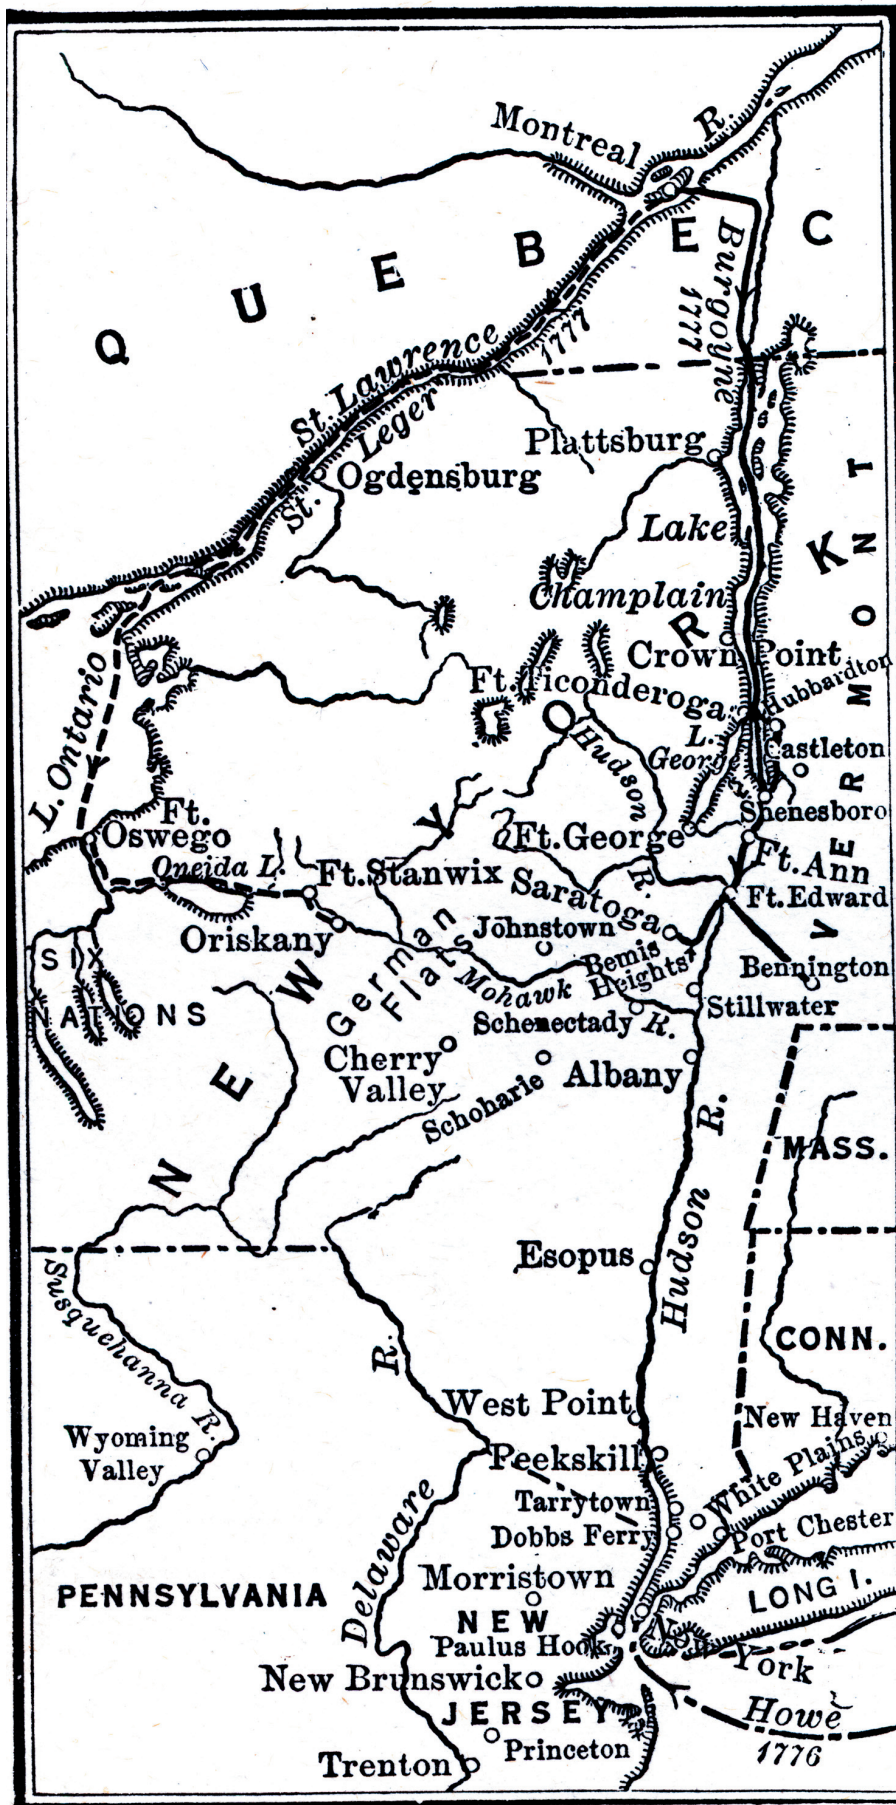 Montreal
R.
QUEBEC
Burgoyne
1777
St. Lawrence
1777
St. Leger
Plattsburg
Ogdensburg
Lake
Champlain
VERMONT
Crown Point
Ft. Ticonderoga
Hubbardton
L.
George
Castleton
Hudson
R.
L. Ontario
Shenesboro
Ft.
Oswego
Ft. George
Ft. Ann
Oneida L.
Ft. Stanwix
Saratoga
Ft. Edward
Oriskany
Johnstown
Bemis
Heights
Bennington
SIX
NATIONS
German
Flats
Mohawk R.
Stillwater
Schenectady
NEW YORK
Cherry
Valley
Schoharie
Albany
Hudson R.
MASS.
Esopus
Susquehanna R.
CONN.
West Point
New Haven
Wyoming
Valley
Peekskill
White Plains
Tarrytown
Dobbs Ferry
Port Chester
Delaware R.
Morristown
LONG I.
PENNSYLVANIA
NEW
JERSEY
Paulus Hook
New York
New Brunswick
Howe
1776
Princeton
Trenton